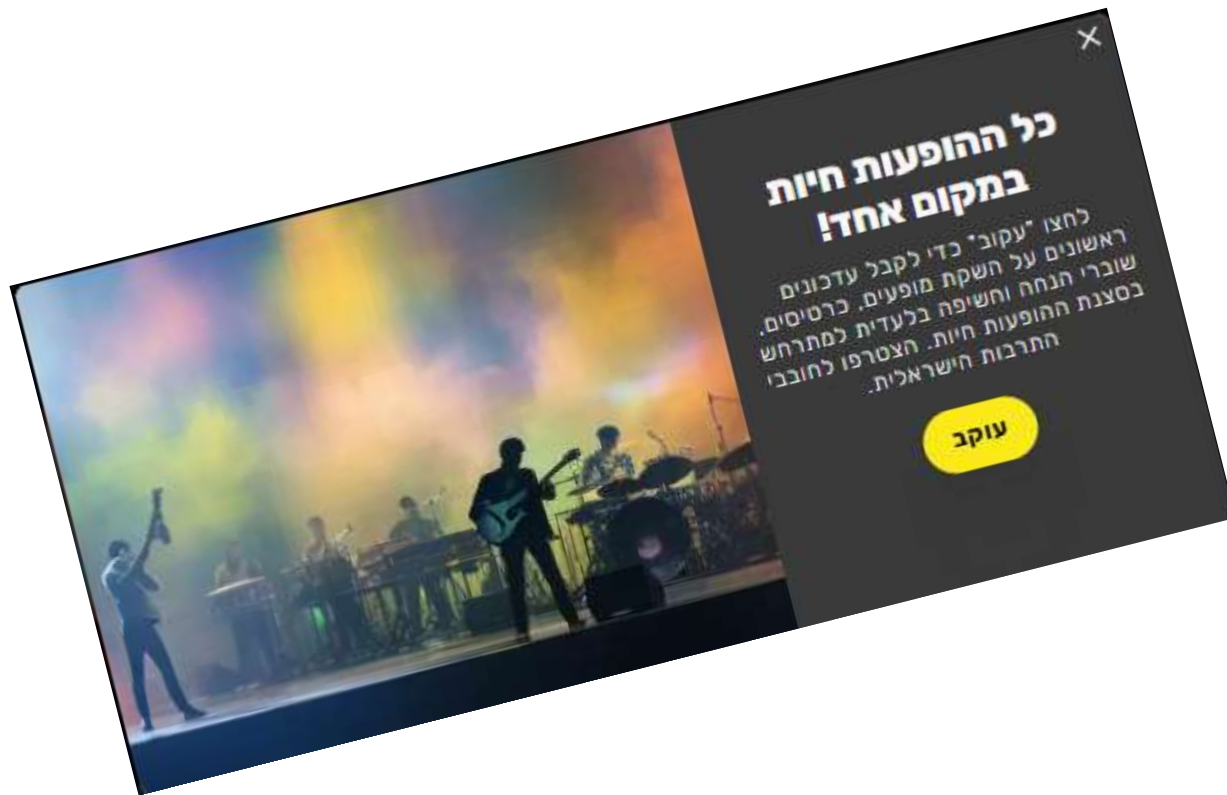 כל ההופעות חיות
במקום אחד!
לחצו "עקוב" כדי לקבל עדכונים
ראשונים על השקת מופעים, כרטיסים,
שוברי הנחה וחשיפה בלעדית למתרחש
בסצנת ההופעות חיות. הצטרפו לחובבי
התרבות הישראלית.
עוקב